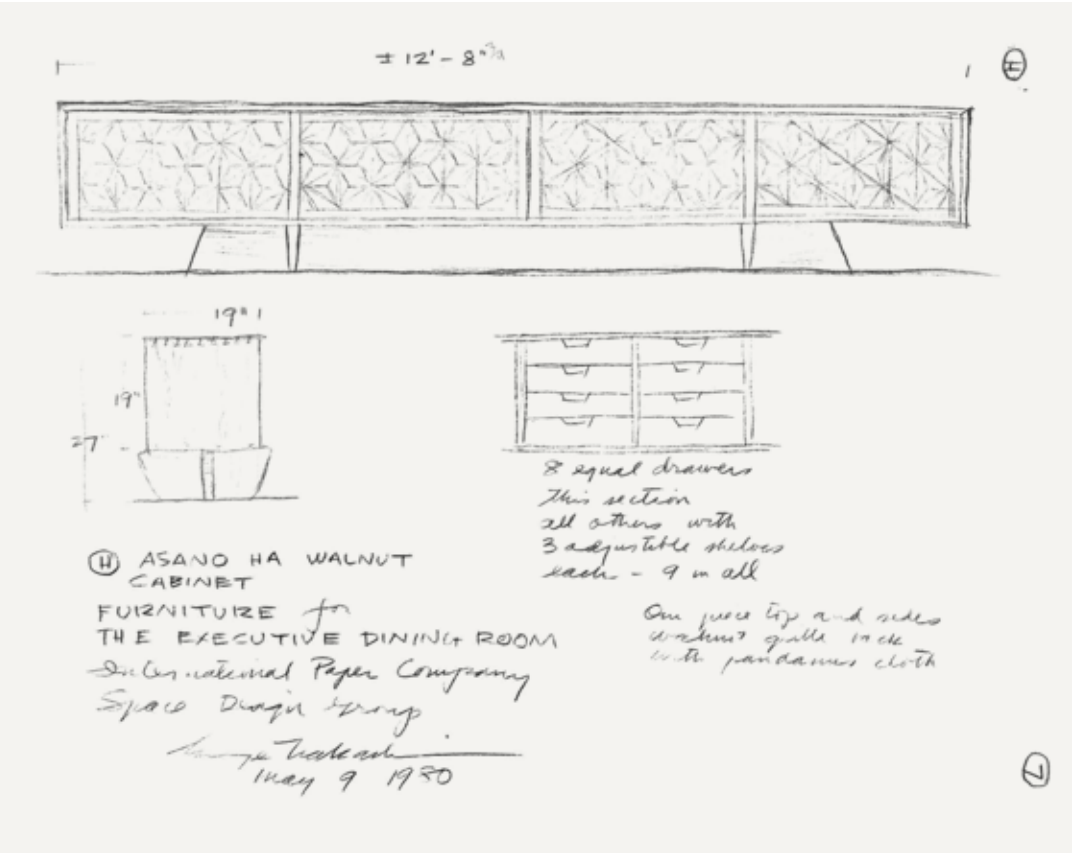 ± 12' - 8"
H
19"
19"
27
8 equal drawers
this section
all others with
3 adjustable shelves
each - 9 in all
H ASANO HA WALNUT
CABINET
FURNITURE for
THE EXECUTIVE DINING ROOM
International Paper Company
Space Design Group
One piece top and sides
walnut grille back
with pandanus cloth
May 9 1980
7